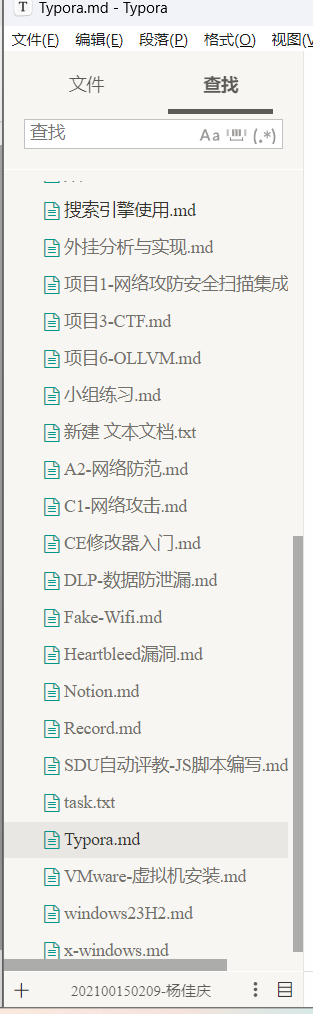 T Typora.md - Typora
文件(F) 编辑(E) 段落(P) 格式(O) 视图(V
文件 查找
查找 Aa (.*)
搜索引擎使用.md
外挂分析与实现.md
项目1-网络攻防安全扫描集成
项目3-CTF.md
项目6-OLLVM.md
小组练习.md
新建 文本文档.txt
A2-网络防范.md
C1-网络攻击.md
CE修改器入门.md
DLP-数据防泄漏.md
Fake-Wifi.md
Heartbleed漏洞.md
Notion.md
Record.md
SDU自动评教-JS脚本编写.md
task.txt
Typora.md
VMware-虚拟机安装.md
windows23H2.md
x-windows.md
202100150209-杨佳庆